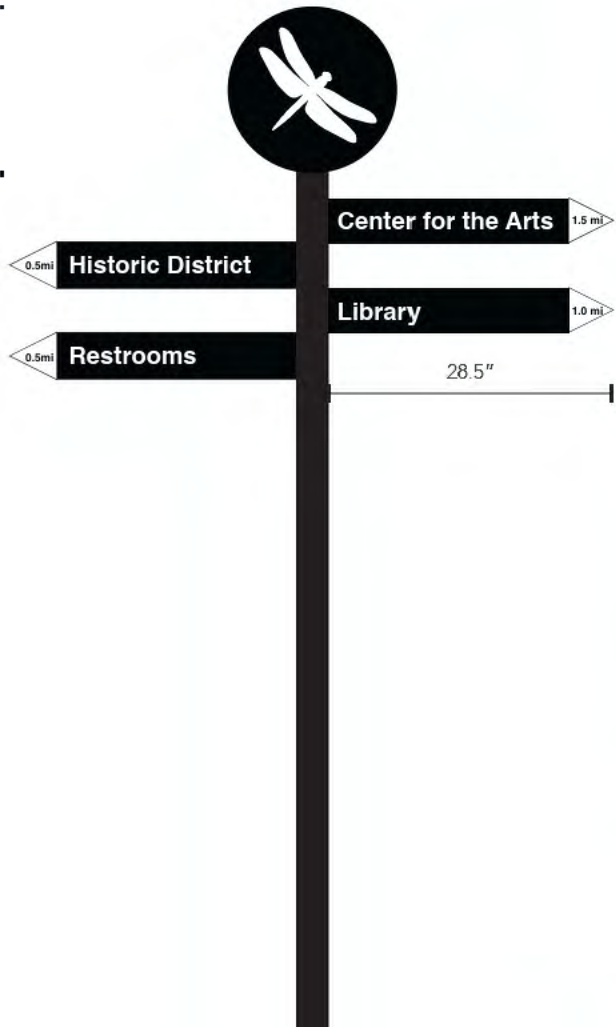 Center for the Arts 1.5 mi
0.5mi Historic District
Library 1.0 mi
0.5mi Restrooms
28.5"